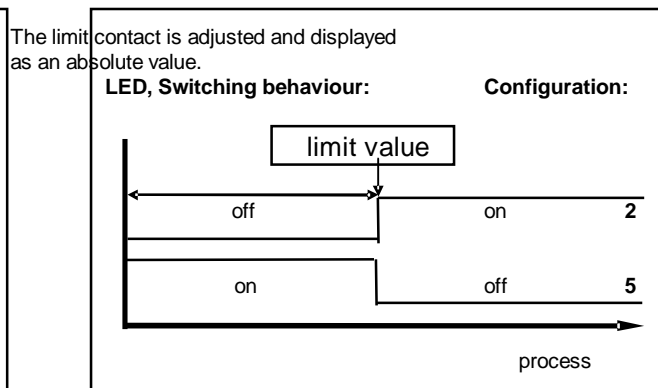 The limit contact is adjusted and displayed
as an absolute value.
LED, Switching behaviour: Configuration:
limit value
off on 2
on off 5
process